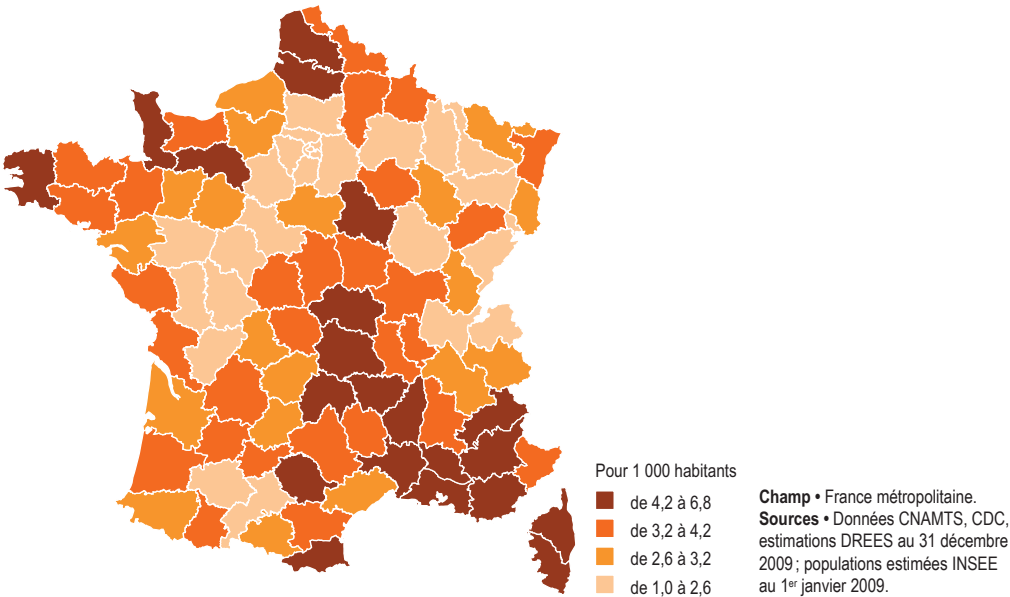 Pour 1 000 habitants
de 4,2 à 6,8
de 3,2 à 4,2
de 2,6 à 3,2
de 1,0 à 2,6
Champ • France métropolitaine.
Sources • Données CNAMTS, CDC,
estimations DREES au 31 décembre
2009 ; populations estimées INSEE
au 1er janvier 2009.